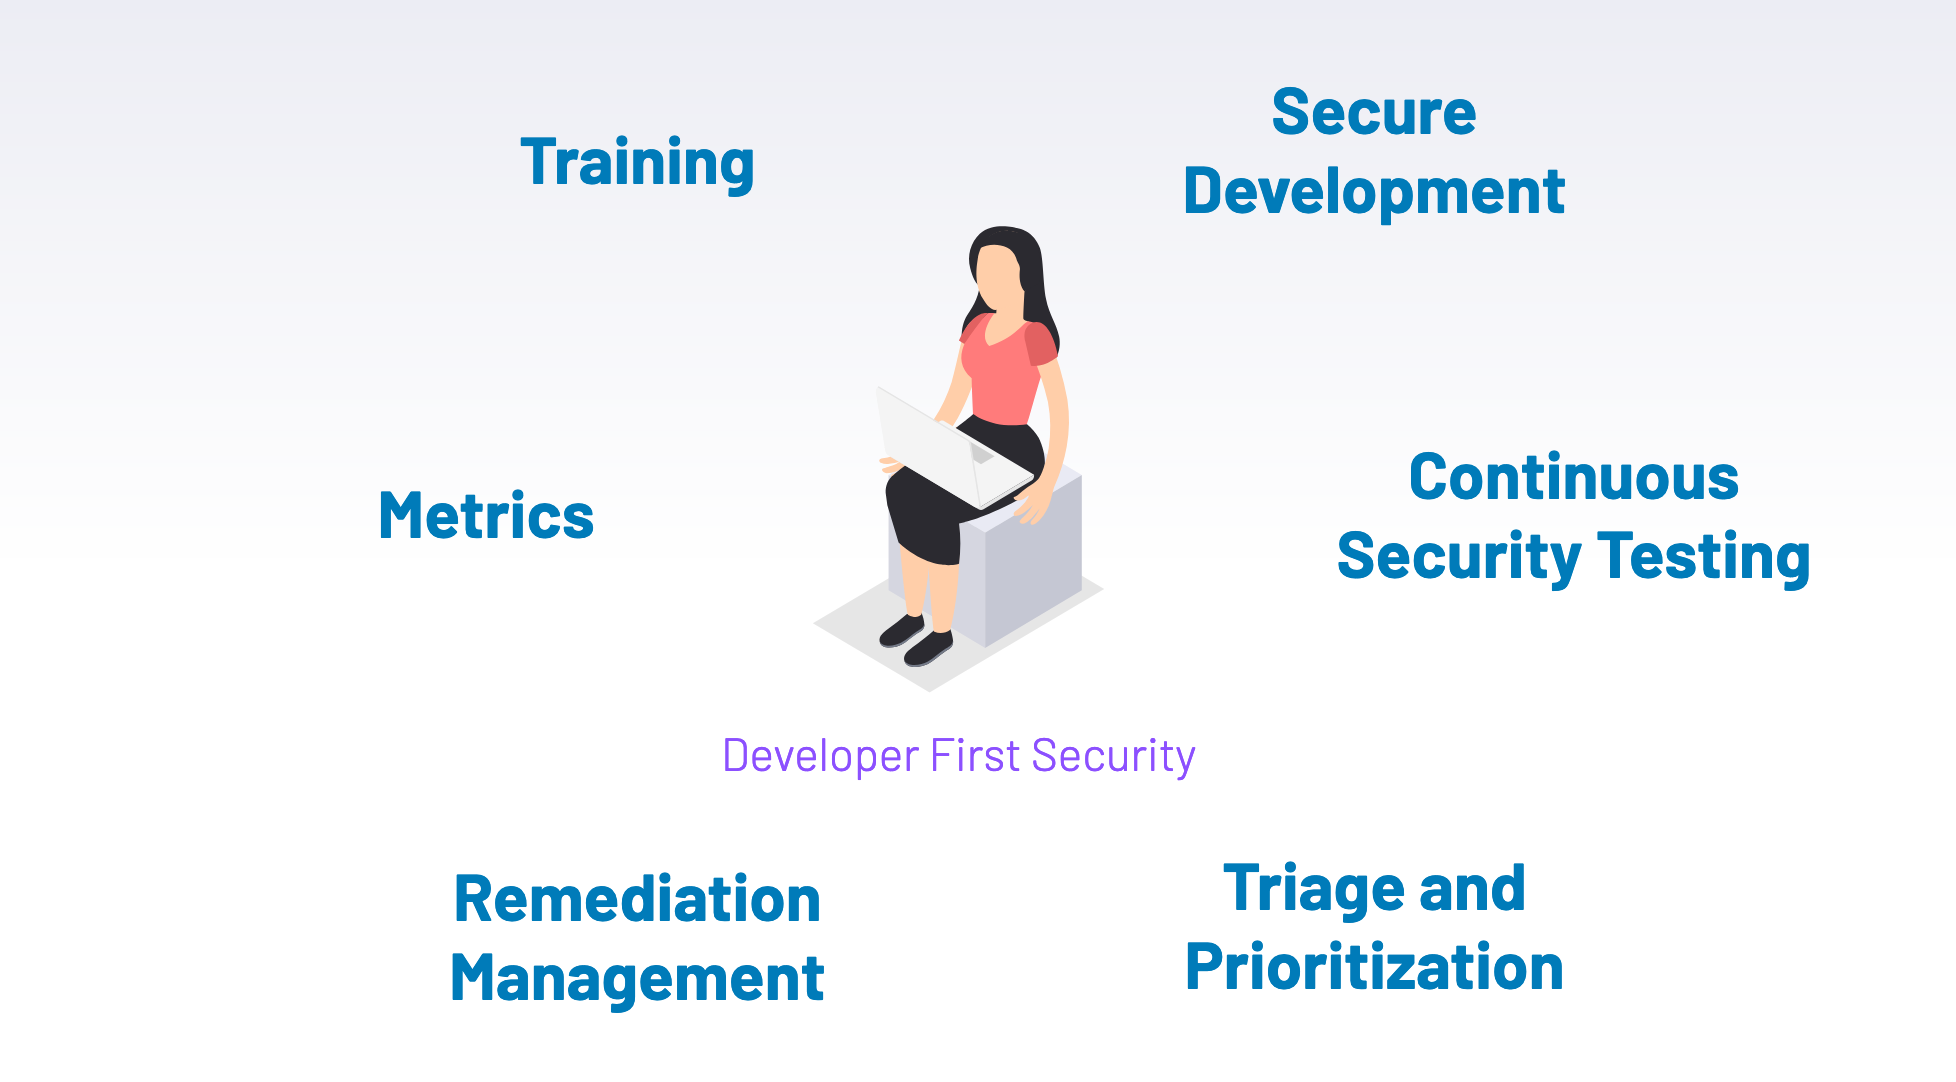 Training
Secure
Development
Metrics
Continuous
Security Testing
Developer First Security
Remediation
Management
Triage and
Prioritization